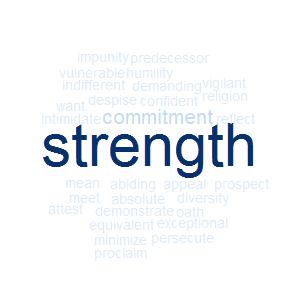 impunity predecessor
vulnerable humility
indifferent demanding vigilant
want despise confident religion
intimidate commitment reflect
strength
mean abiding appeal prospect
meet absolute diversity
attest demonstrate oath
equivalent exceptional
minimize persecute
proclaim